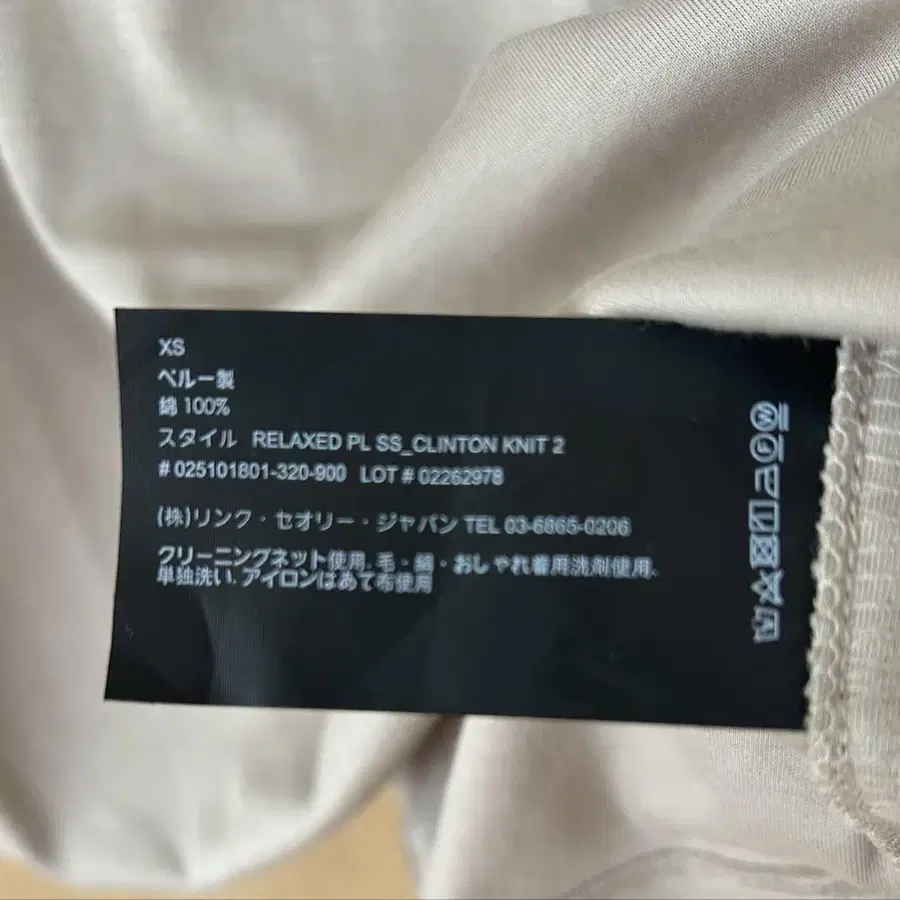 XS
ペルー製
綿 100%
スタイル RELAXED PL SS_CLINTON KNIT 2
# 025101801-320-900 LOT # 02262978
(株)リンク・セオリー・ジャパン TEL 03-6865-0206
クリーニングネット使用.毛・絹・おしゃれ着用洗剤使用.
単独洗い.アイロンはあて布使用